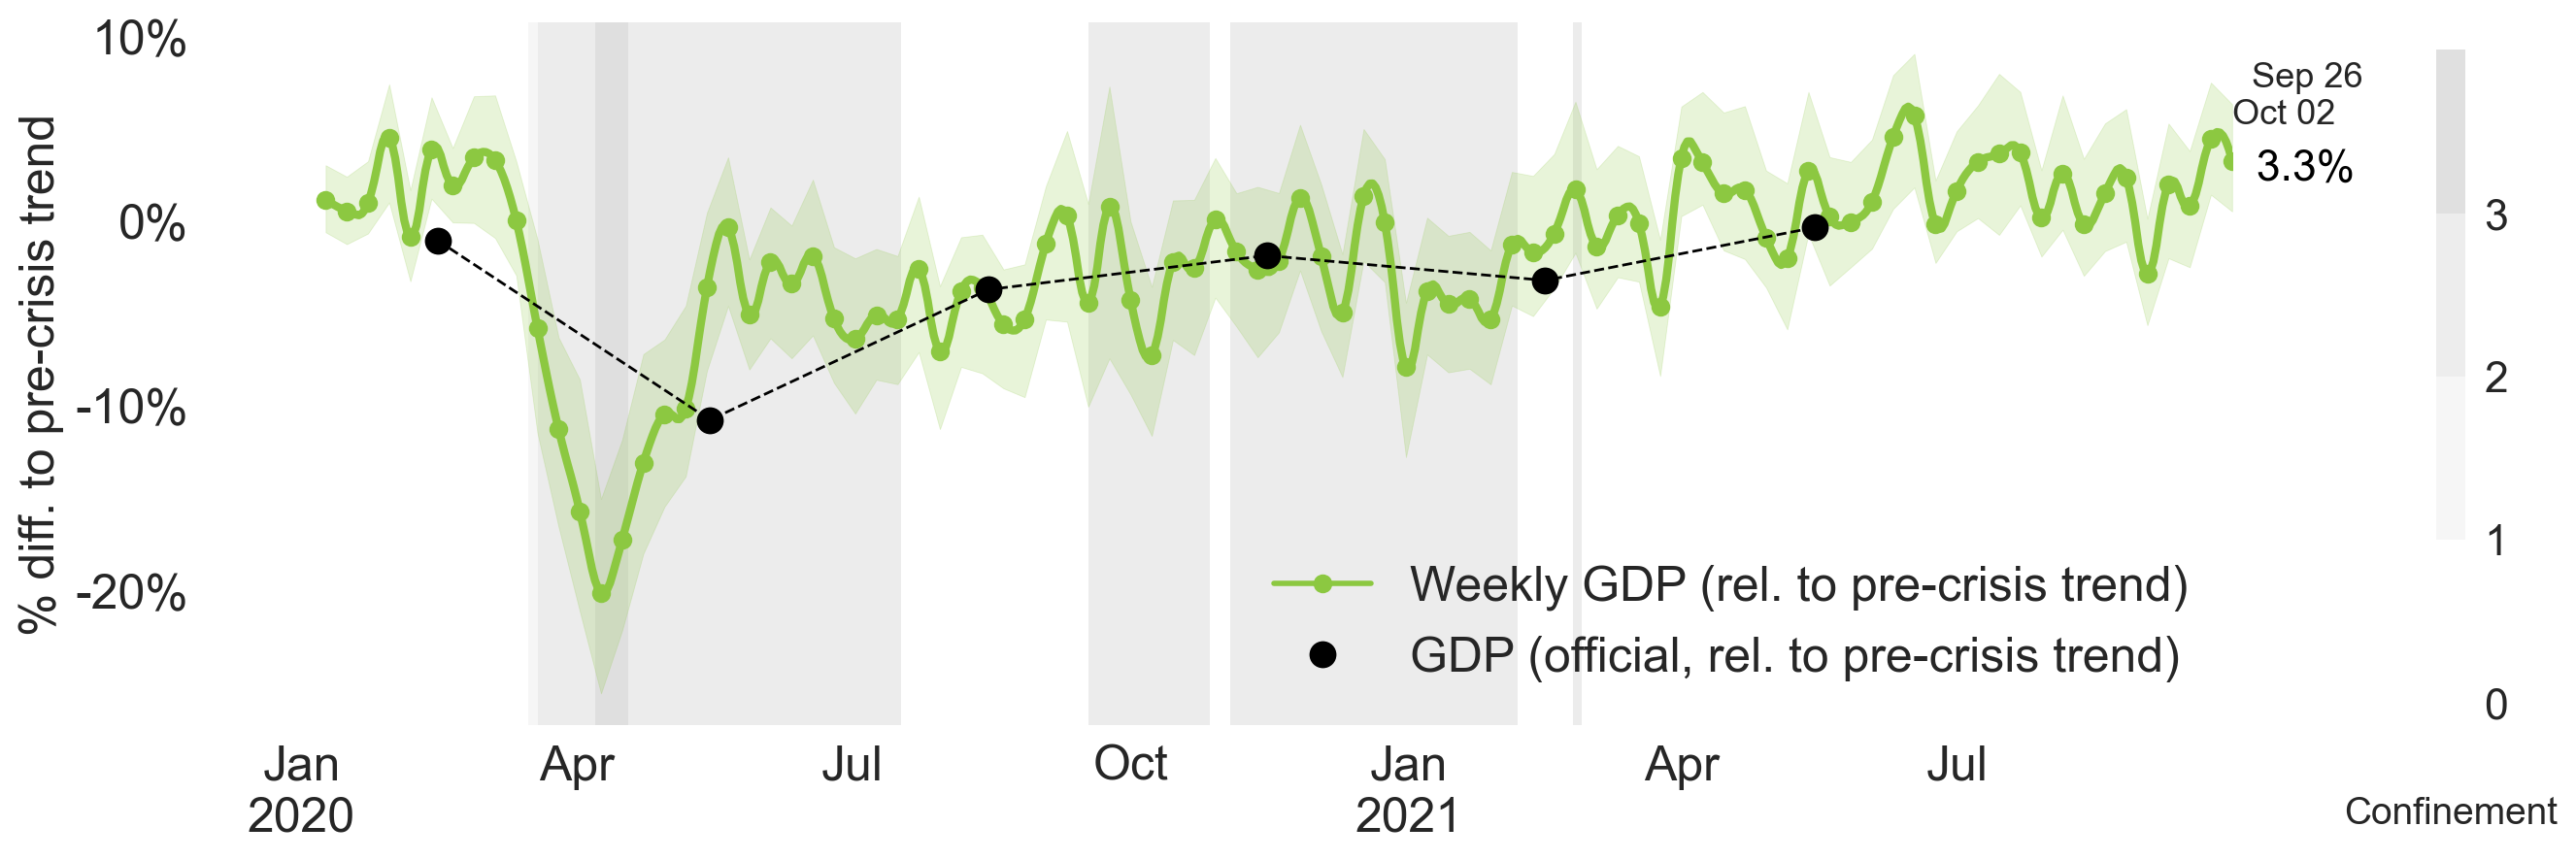 % diff. to pre-crisis trend
10%
0%
-10%
-20%
Sep 26
Oct 02
3.3%
3
2
1
0
Weekly GDP (rel. to pre-crisis trend)
GDP (official, rel. to pre-crisis trend)
Jan Apr Jul Oct Jan Apr Jul
2020 2021
Confinement